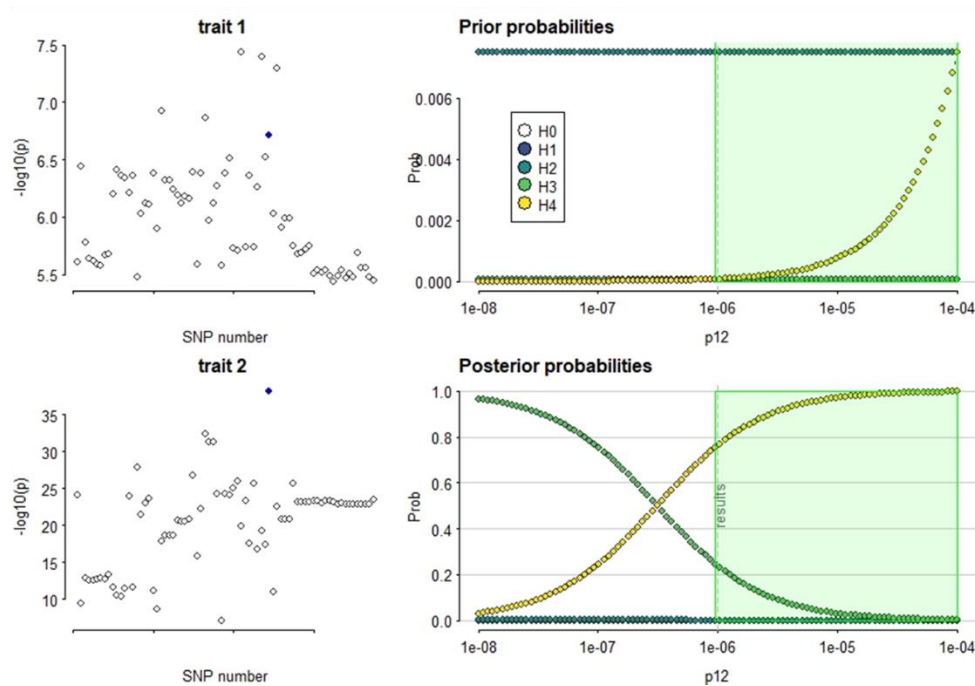 trait 1
7.5
7.0
6.5
6.0
5.5
-log10(p)
SNP number
Prior probabilities
0.006
0.004
0.002
0.000
Prob
H0
H1
H2
H3
H4
1e-08 1e-07 1e-06 1e-05 1e-04
p12
trait 2
35
30
25
20
15
10
-log10(p)
SNP number
Posterior probabilities
1.0
0.8
0.6
0.4
0.2
0.0
Prob
results
1e-08 1e-07 1e-06 1e-05 1e-04
p12